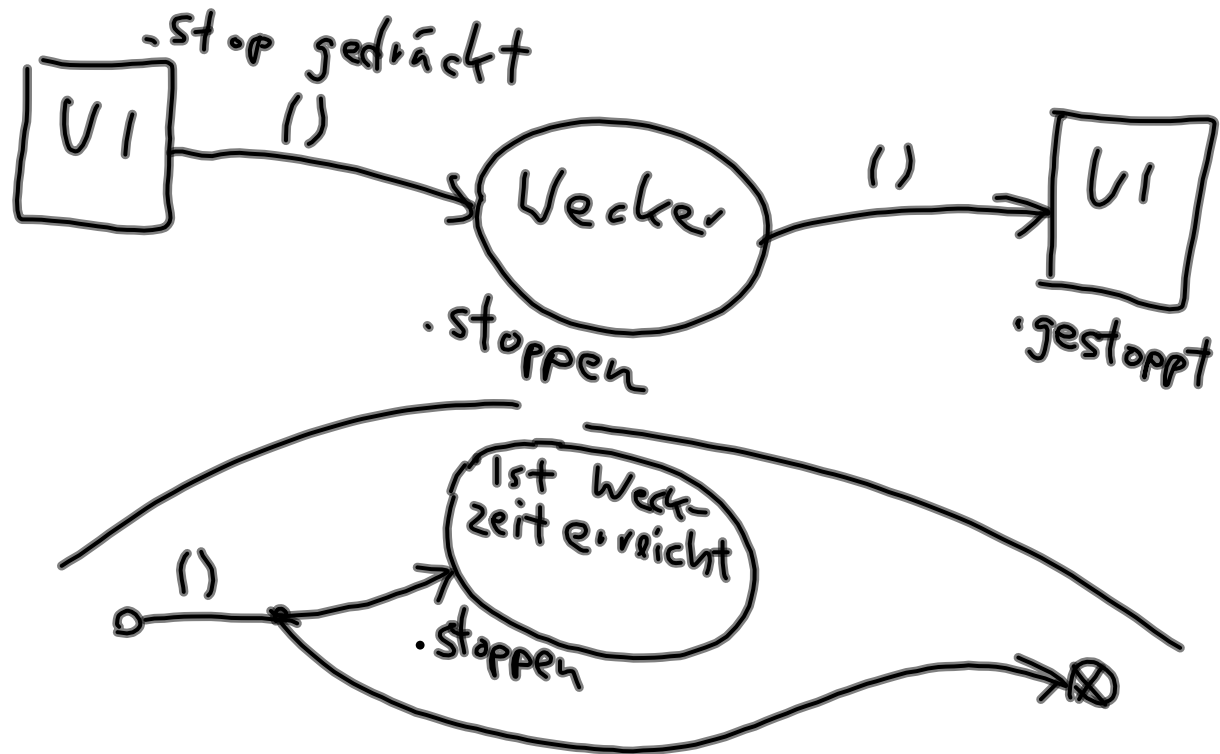 .stop gedrückt
UI
()
Wecker
()
UI
.stoppen
.gestoppt
Ist Weck-
zeit erreicht
()
.stoppen